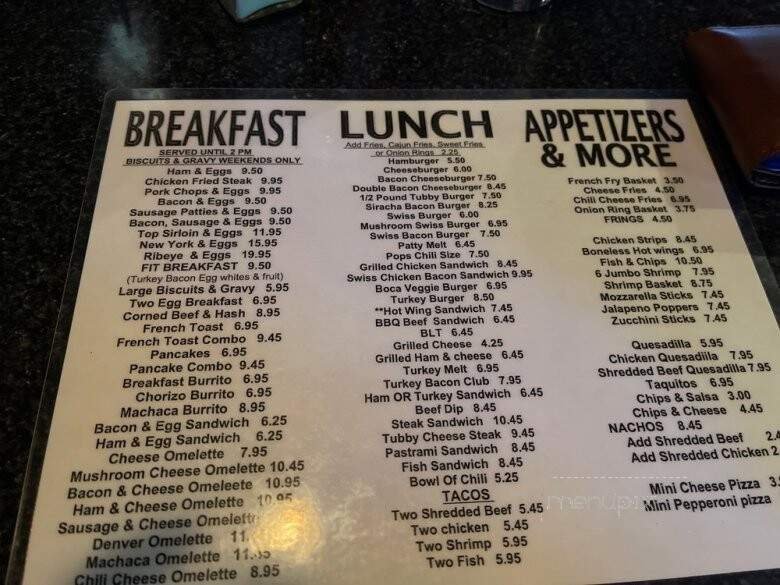 BREAKFAST
SERVED UNTIL 2 PM
BISCUITS & GRAVY WEEKENDS ONLY
Ham & Eggs 9.50
Chicken Fried Steak 9.95
Pork Chops & Eggs 9.95
Bacon & Eggs 9.50
Sausage Patties & Eggs 9.50
Bacon, Sausage & Eggs 9.50
Top Sirloin & Eggs 11.95
New York & Eggs 15.95
Ribeye & Eggs 19.95
FIT BREAKFAST 9.50
(Turkey Bacon Egg whites & fruit)
Large Biscuits & Gravy 5.95
Two Egg Breakfast 6.95
Corned Beef & Hash 8.95
French Toast 6.95
French Toast Combo 9.45
Pancakes 6.95
Pancake Combo 9.45
Breakfast Burrito 6.95
Chorizo Burrito 6.95
Machaca Burrito 8.95
Bacon & Egg Sandwich 6.25
Ham & Egg Sandwich 6.25
Cheese Omelette 7.95
Mushroom Cheese Omelette 10.45
Bacon & Cheese Omeleete 10.95
Ham & Cheese Omelette 10.95
Sausage & Cheese Omelette
Denver Omelette
Machaca Omelette
Chili Cheese Omelette 8.95
LUNCH
Add Fries, Cajun Fries, Sweet Fries
or Onion Rings 2.25
Hamburger 5.50
Cheeseburger 6.00
Bacon Cheeseburger 7.50
Double Bacon Cheeseburger 8.45
1/2 Pound Tubby Burger 7.50
Siracha Bacon Burger 8.25
Swiss Burger 6.00
Mushroom Swiss Burger 6.95
Swiss Bacon Burger 7.50
Patty Melt 6.45
Pops Chili Size 7.50
Grilled Chicken Sandwich 8.45
Swiss Chicken Bacon Sandwich 9.95
Boca Veggie Burger 6.95
Turkey Burger 8.50
**Hot Wing Sandwich 7.45
BBQ Beef Sandwich 6.45
BLT 6.45
Grilled Cheese 4.25
Grilled Ham & cheese 6.45
Turkey Melt 6.95
Turkey Bacon Club 7.95
Ham OR Turkey Sandwich 6.45
Beef Dip 8.45
Steak Sandwich 10.45
Tubby Cheese Steak 9.45
Pastrami Sandwich 8.45
Fish Sandwich 8.45
Bowl Of Chili 5.25
TACOS
Two Shredded Beef 5.45
Two chicken 5.45
Two Shrimp 5.95
Two Fish 5.95
APPETIZERS
& MORE
French Fry Basket 3.50
Cheese Fries 4.50
Chili Cheese Fries 6.95
Onion Ring Basket 3.75
FRINGS 4.50
Chicken Strips 8.45
Boneless Hot wings 6.95
Fish & Chips 10.50
6 Jumbo Shrimp 7.95
Shrimp Basket 8.75
Mozzarella Sticks 7.45
Jalapeno Poppers 7.45
Zucchini Sticks 7.45
Quesadilla 5.95
Chicken Quesadilla 7.95
Shredded Beef Quesadilla 7.95
Taquitos 6.95
Chips & Salsa 3.00
Chips & Cheese 4.45
NACHOS 8.45
Add Shredded Beef 2.4
Add Shredded Chicken 2.
Mini Cheese Pizza 3.
Mini Pepperoni pizza